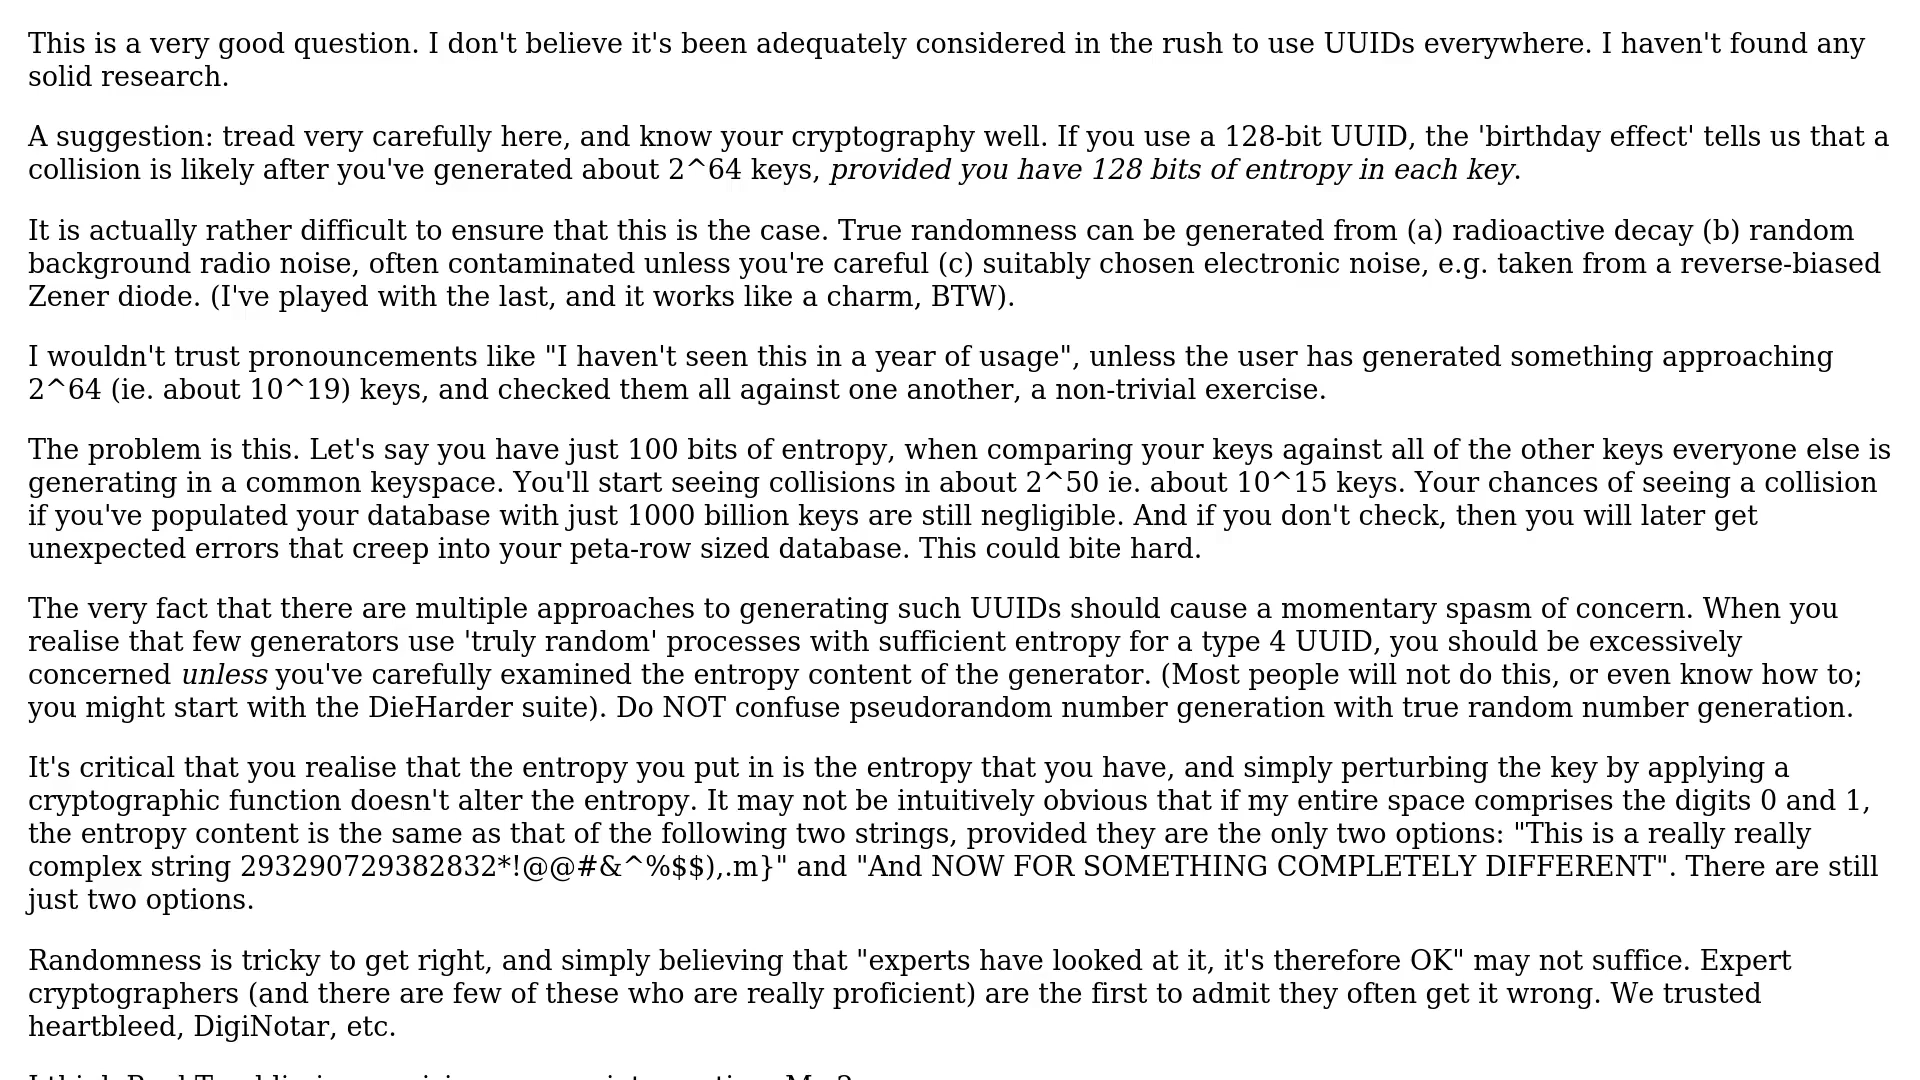 This is a very good question. I don't believe it's been adequately considered in the rush to use UUIDs everywhere. I haven't found any
solid research.
A suggestion: tread very carefully here, and know your cryptography well. If you use a 128-bit UUID, the 'birthday effect' tells us that a
collision is likely after you've generated about 2^64 keys, provided you have 128 bits of entropy in each key.
It is actually rather difficult to ensure that this is the case. True randomness can be generated from (a) radioactive decay (b) random
background radio noise, often contaminated unless you're careful (c) suitably chosen electronic noise, e.g. taken from a reverse-biased
Zener diode. (I've played with the last, and it works like a charm, BTW).
I wouldn't trust pronouncements like "I haven't seen this in a year of usage", unless the user has generated something approaching
2^64 (ie. about 10^19) keys, and checked them all against one another, a non-trivial exercise.
The problem is this. Let's say you have just 100 bits of entropy, when comparing your keys against all of the other keys everyone else is
generating in a common keyspace. You'll start seeing collisions in about 2^50 ie. about 10^15 keys. Your chances of seeing a collision
if you've populated your database with just 1000 billion keys are still negligible. And if you don't check, then you will later get
unexpected errors that creep into your peta-row sized database. This could bite hard.
The very fact that there are multiple approaches to generating such UUIDs should cause a momentary spasm of concern. When you
realise that few generators use 'truly random' processes with sufficient entropy for a type 4 UUID, you should be excessively
concerned unless you've carefully examined the entropy content of the generator. (Most people will not do this, or even know how to;
you might start with the DieHarder suite). Do NOT confuse pseudorandom number generation with true random number generation.
It's critical that you realise that the entropy you put in is the entropy that you have, and simply perturbing the key by applying a
cryptographic function doesn't alter the entropy. It may not be intuitively obvious that if my entire space comprises the digits 0 and 1,
the entropy content is the same as that of the following two strings, provided they are the only two options: "This is a really really
complex string 293290729382832*!@@#&^%$$),.m}" and "And NOW FOR SOMETHING COMPLETELY DIFFERENT". There are still
just two options.
Randomness is tricky to get right, and simply believing that "experts have looked at it, it's therefore OK" may not suffice. Expert
cryptographers (and there are few of these who are really proficient) are the first to admit they often get it wrong. We trusted
heartbleed, DigiNotar, etc.